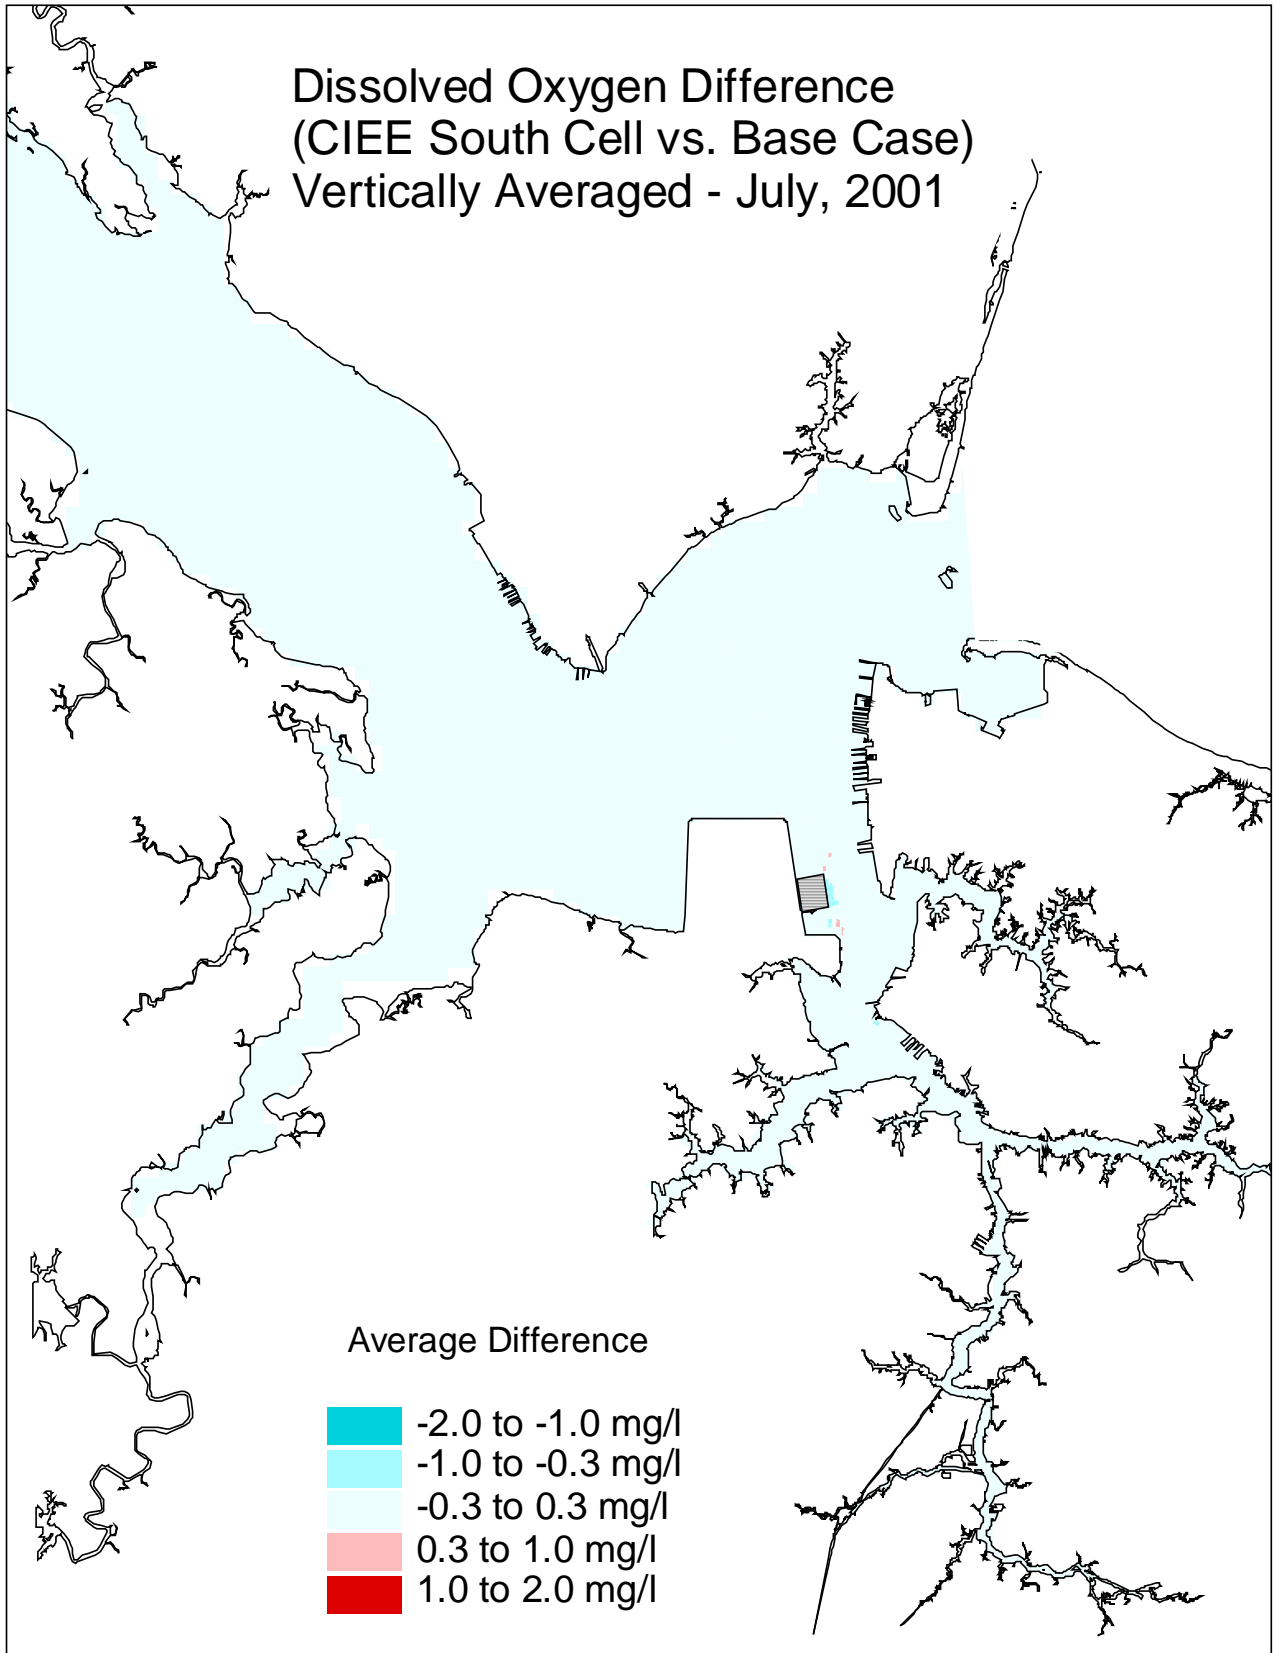 Dissolved Oxygen Difference
(CIEE South Cell vs. Base Case)
Vertically Averaged - July, 2001
Average Difference
-2.0 to -1.0 mg/l
-1.0 to -0.3 mg/l
-0.3 to 0.3 mg/l
0.3 to 1.0 mg/l
1.0 to 2.0 mg/l